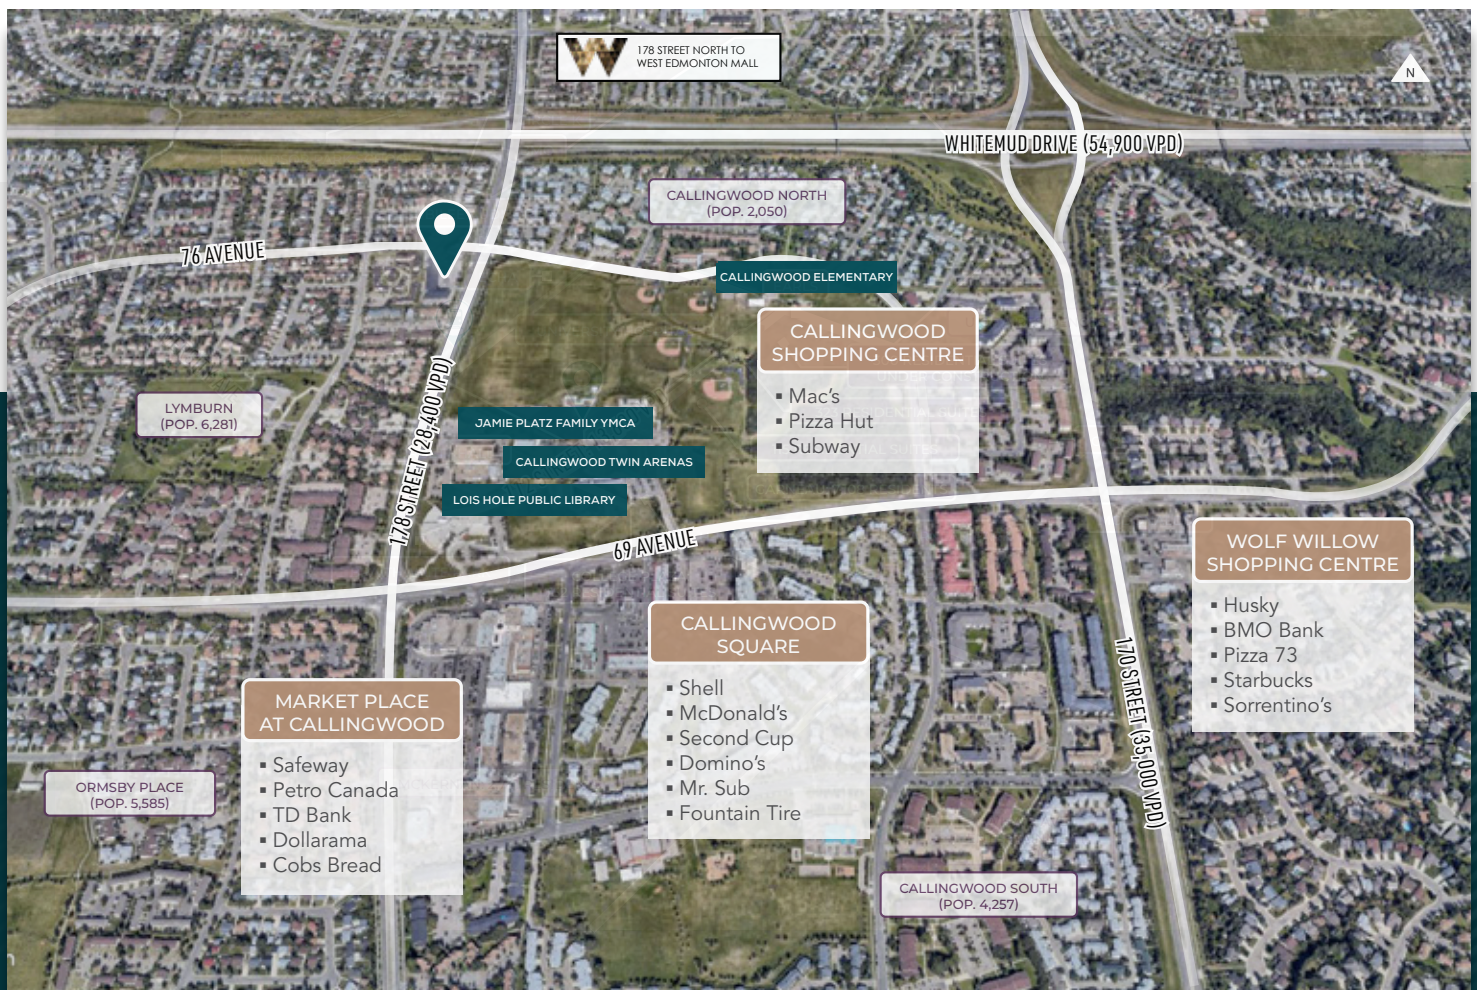 178 STREET NORTH TO
WEST EDMONTON MALL
N
WHITEMUD DRIVE (54,900 VPD)
CALLINGWOOD NORTH
(POP. 2,050)
76 AVENUE
CALLINGWOOD ELEMENTARY
CALLINGWOOD
SHOPPING CENTRE
▪ Mac's
▪ Pizza Hut
▪ Subway
178 STREET (28,400 VPD)
LYMBURN
(POP. 6,281)
JAMIE PLATZ FAMILY YMCA
CALLINGWOOD TWIN ARENAS
LOIS HOLE PUBLIC LIBRARY
69 AVENUE
WOLF WILLOW
SHOPPING CENTRE
▪ Husky
▪ BMO Bank
▪ Pizza 73
▪ Starbucks
▪ Sorrentino's
CALLINGWOOD
SQUARE
▪ Shell
▪ McDonald's
▪ Second Cup
▪ Domino's
▪ Mr. Sub
▪ Fountain Tire
170 STREET (35,000 VPD)
MARKET PLACE
AT CALLINGWOOD
▪ Safeway
▪ Petro Canada
▪ TD Bank
▪ Dollarama
▪ Cobs Bread
ORMSBY PLACE
(POP. 5,585)
CALLINGWOOD SOUTH
(POP. 4,257)